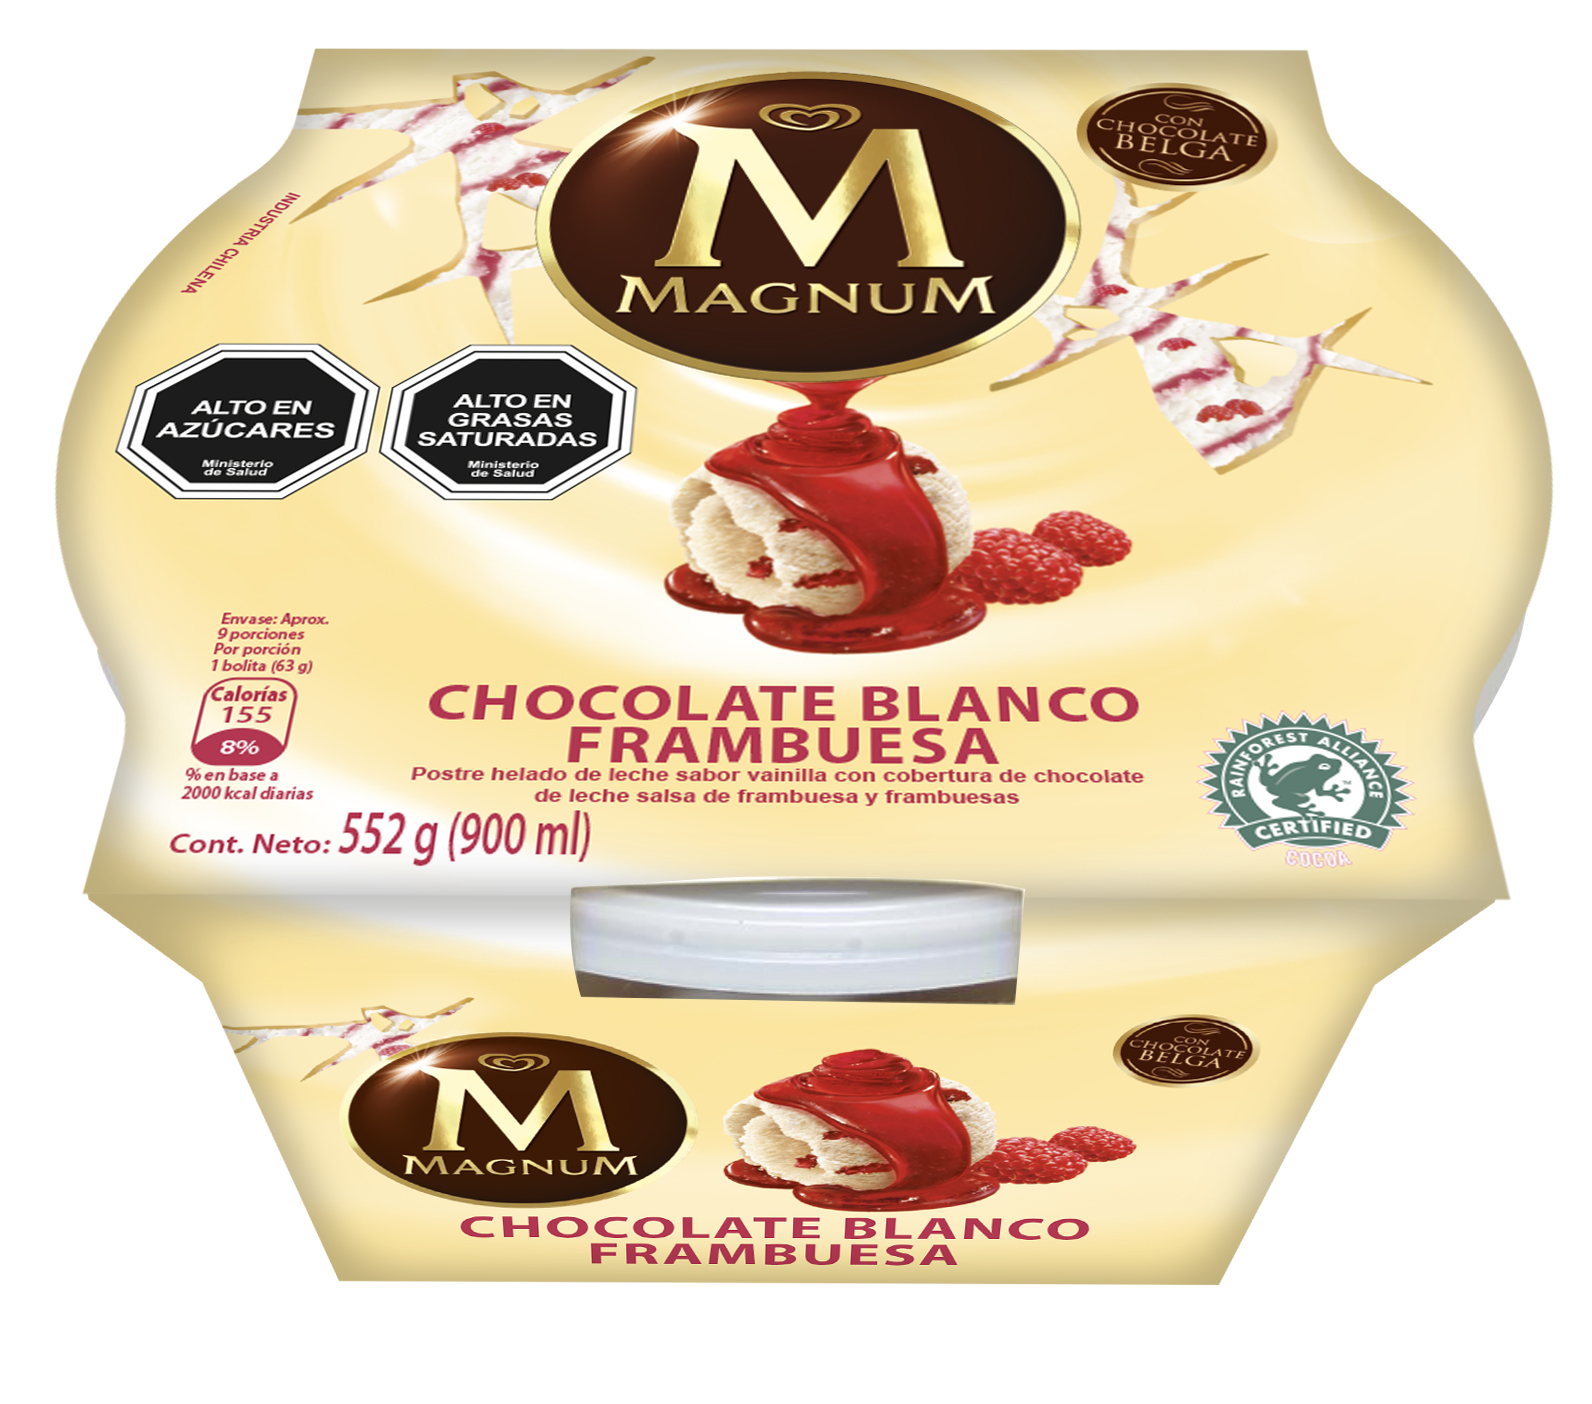 CON
CHOCOLATE
BELGA
M
MAGNUM
INDUSTRIA CHILENA
ALTO EN
AZÚCARES
Ministerio
de Salud
ALTO EN
GRASAS
SATURADAS
Ministerio
de Salud
Envase: Aprox.
9 porciones
Por porción
1 bolita (63 g)
Calorías
155
8%
% en base a
2000 kcal diarias
CHOCOLATE BLANCO
FRAMBUESA
Postre helado de leche sabor vainilla con cobertura de chocolate
de leche salsa de frambuesa y frambuesas
Cont. Neto: 552 g (900 ml)
RAINFOREST ALLIANCE
CERTIFIED
COCOA
CON
CHOCOLATE
BELGA
M
MAGNUM
CHOCOLATE BLANCO
FRAMBUESA